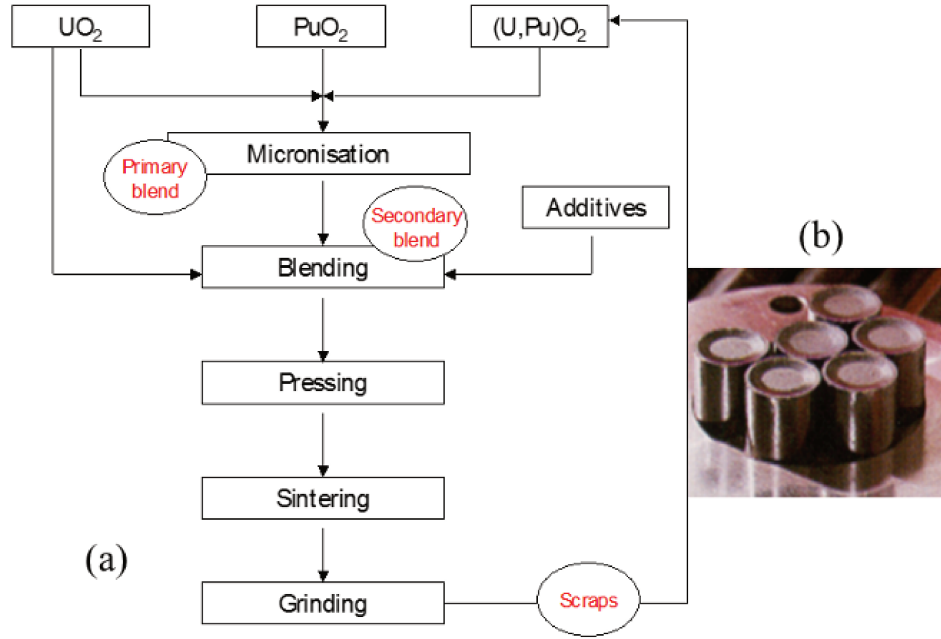 UO₂
PuO₂
(U,Pu)O₂
Micronisation
Primary
blend
Secondary
blend
Additives
(b)
Blending
Pressing
Sintering
(a)
Grinding
Scraps